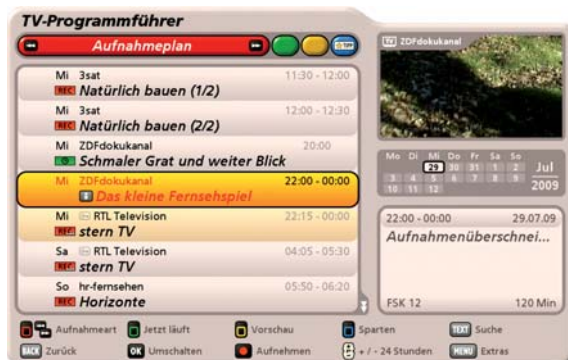 TV-Programmführer
Aufnahmeplan
TIPP
TV ZDFdokukanal
Mi 3sat 11:30 - 12:00
REC Natürlich bauen (1/2)
Mi 3sat 12:00 - 12:30
REC Natürlich bauen (2/2)
Mi ZDFdokukanal 20:00
Schmaler Grat und weiter Blick
Mi ZDFdokukanal 22:00 - 00:00
Das kleine Fernsehspiel
Mi RTL Television 22:15 - 00:00
REC stern TV
Sa RTL Television 04:05 - 05:30
REC stern TV
So hr-fernsehen 05:50 - 06:20
REC Horizonte
Mo Di Mi Do Fr Sa So
29 30 31 1 2 Jul
3 4 5 6 7 8 9 2009
10 11 12
22:00 - 00:00 29.07.09
Aufnahmenüberschnei...
FSK 12 120 Min
Aufnahmeart Jetzt läuft Vorschau Sparten TEXT Suche
BACK Zurück OK Umschalten Aufnehmen + / - 24 Stunden MENU Extras